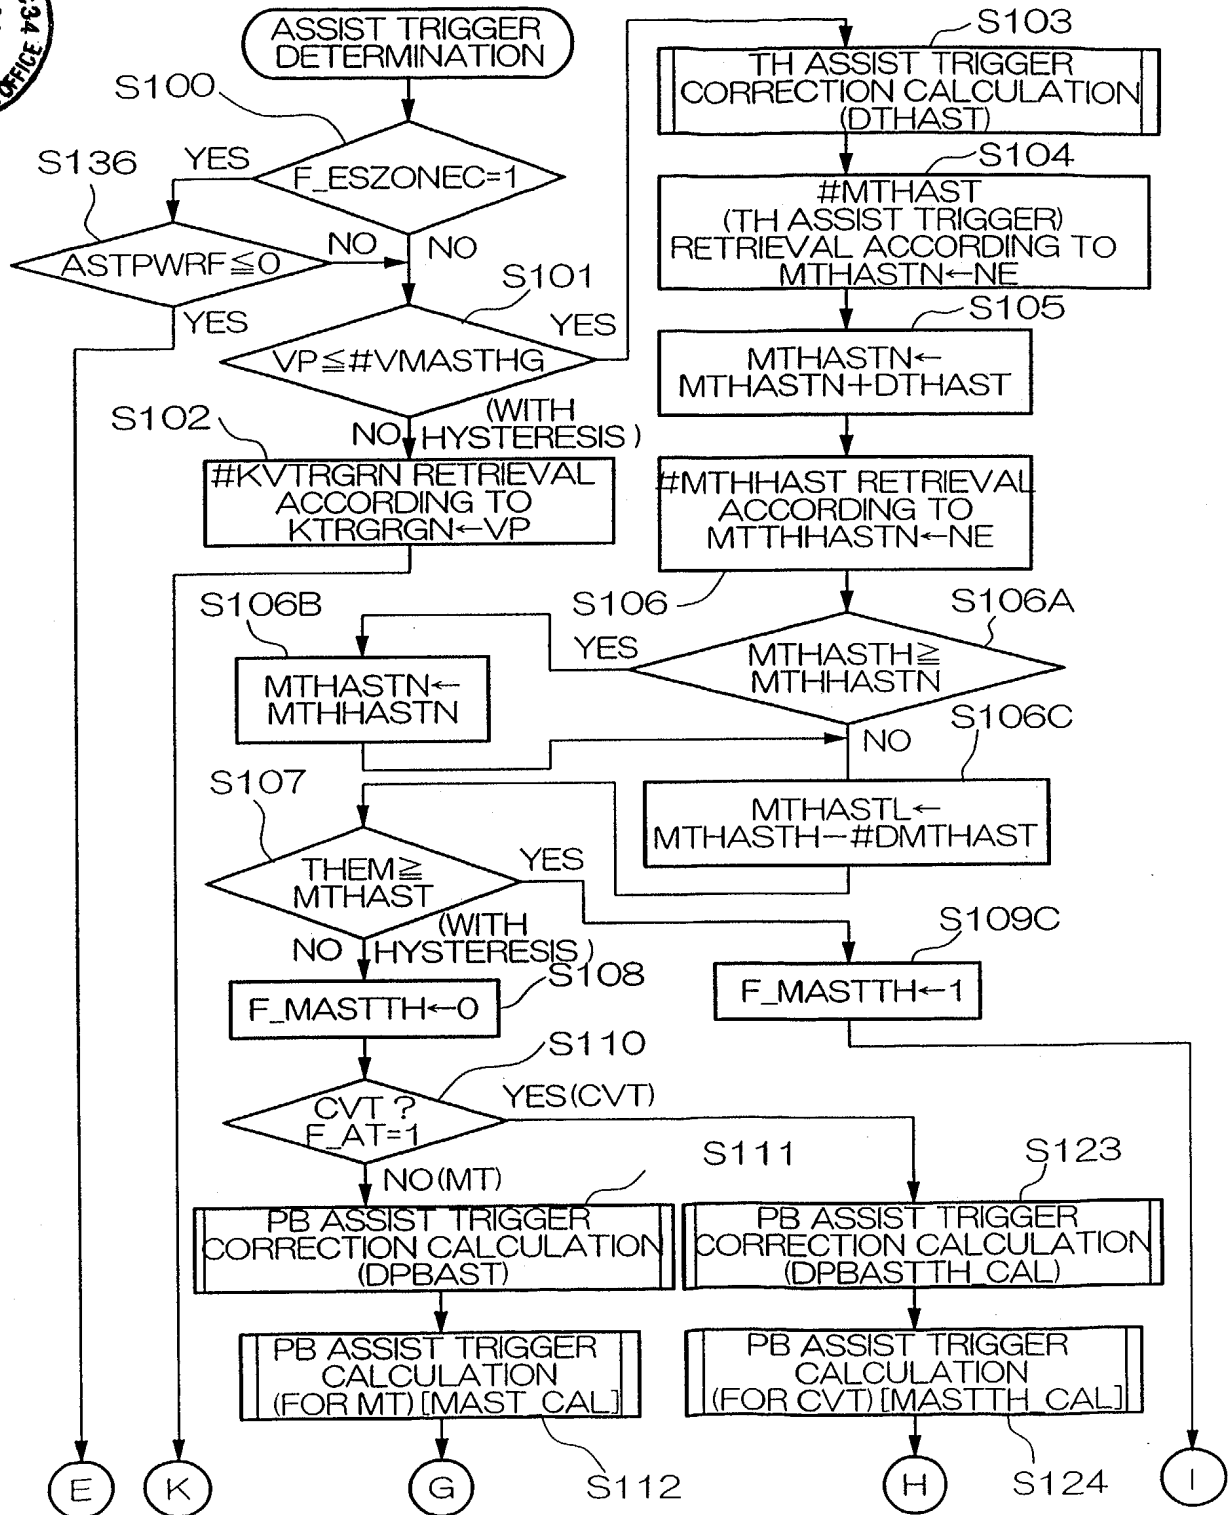 34
OFFICE
ASSIST TRIGGER
DETERMINATION
S100
F_ESZONEC=1
YES
NO
S136
ASTPWRF≦0
NO
YES
S101
VP≦#VMASTHG
YES
(WITH
HYSTERESIS)
NO
S102
#KVTRGRN RETRIEVAL
ACCORDING TO
KTRGRGN←VP
S103
TH ASSIST TRIGGER
CORRECTION CALCULATION
(DTHAST)
S104
#MTHAST
(TH ASSIST TRIGGER)
RETRIEVAL ACCORDING TO
MTHASTN←NE
S105
MTHASTN←
MTHASTN+DTHAST
#MTHHAST RETRIEVAL
ACCORDING TO
MTTHHASTN←NE
S106
S106A
MTHASTH≧
MTHHASTN
YES
NO
S106B
MTHASTN←
MTHHASTN
S106C
MTHASTL←
MTHASTH−#DMTHAST
S107
THEM≧
MTHAST
YES
(WITH
HYSTERESIS)
NO
S108
F_MASTTH←0
S109C
F_MASTTH←1
S110
CVT ?
F_AT=1
YES(CVT)
NO(MT)
S111
PB ASSIST TRIGGER
CORRECTION CALCULATION
(DPBAST)
S123
PB ASSIST TRIGGER
CORRECTION CALCULATION
(DPBASTTH_CAL)
PB ASSIST TRIGGER
CALCULATION
(FOR MT) [MAST_CAL]
S112
PB ASSIST TRIGGER
CALCULATION
(FOR CVT) [MASTTH_CAL]
S124
E
K
G
H
I